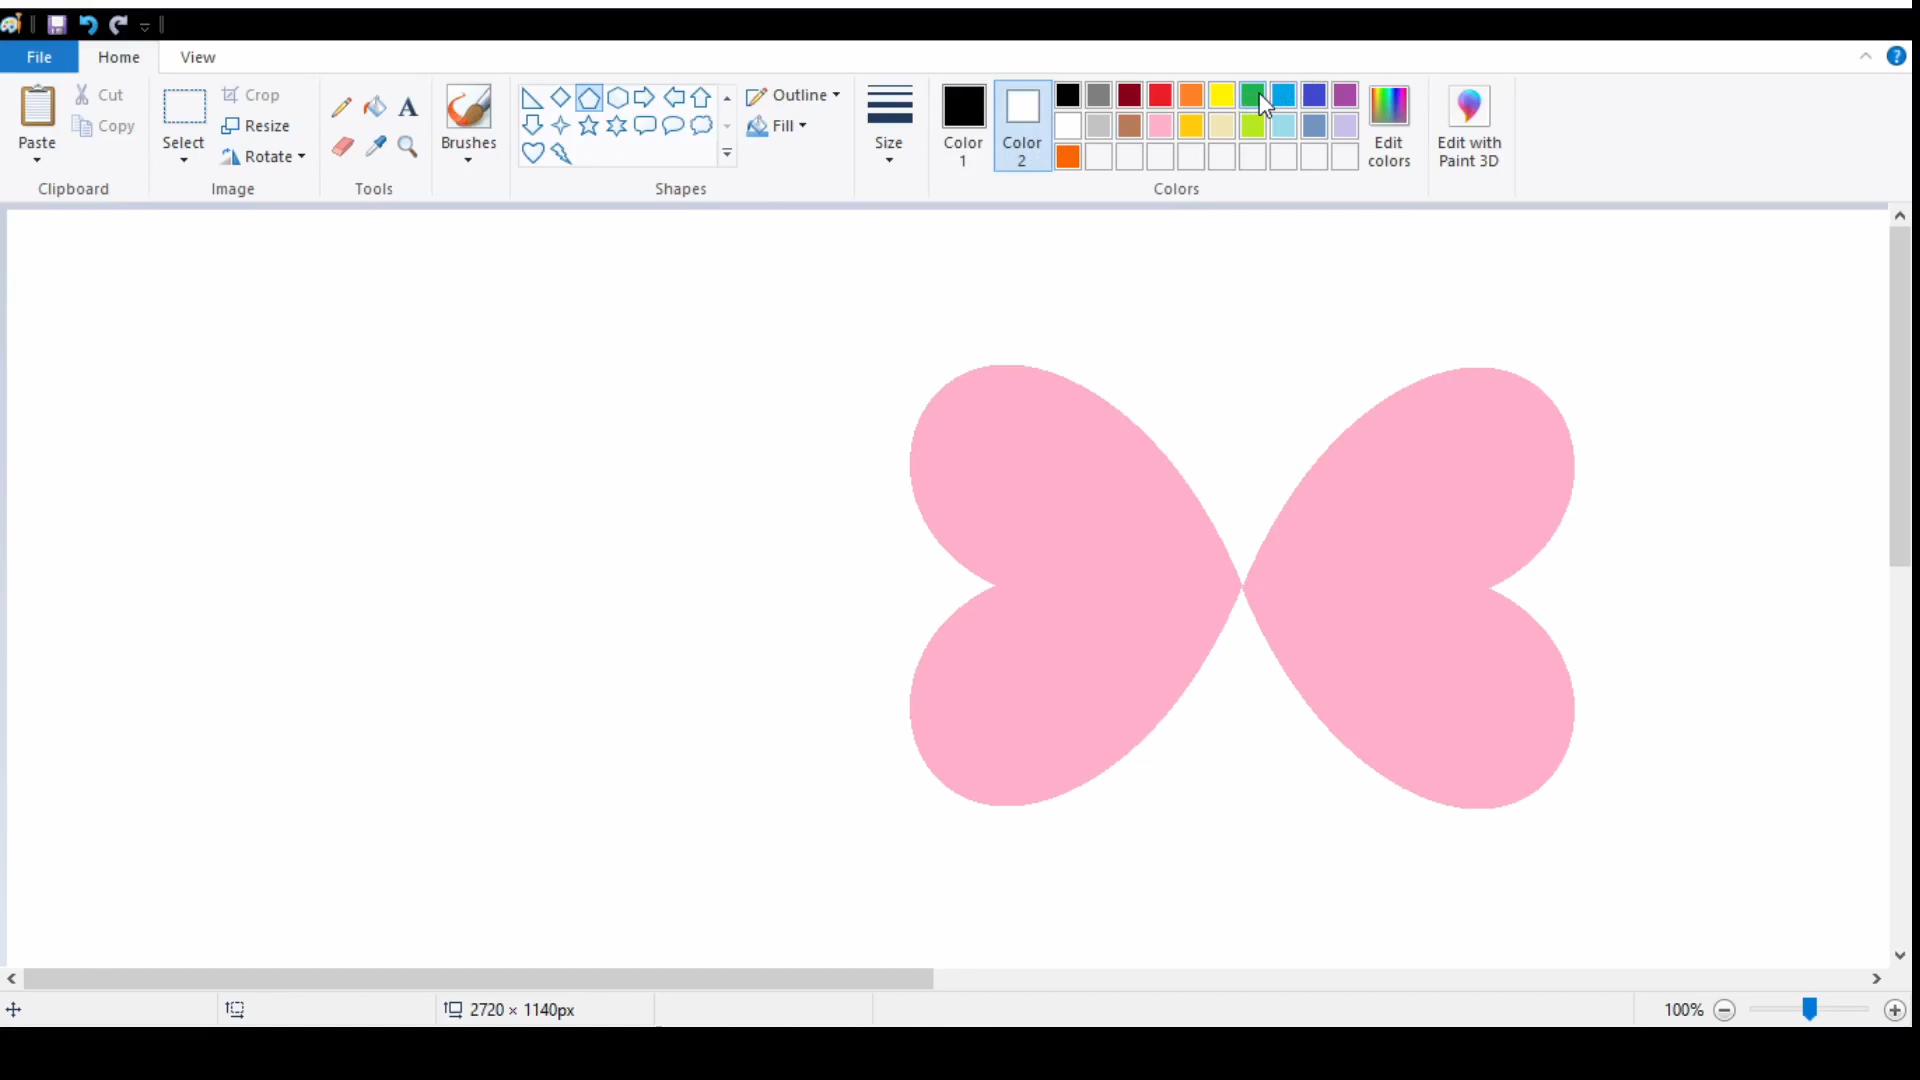 File Home View
Paste
Cut
Copy
Clipboard
Select
Crop
Resize
Rotate
Image
A
Tools
Brushes
Shapes
Outline
Fill
Size
Color
1
Color
2
Colors
Edit
colors
Edit with
Paint 3D
?
2720 × 1140px
100%